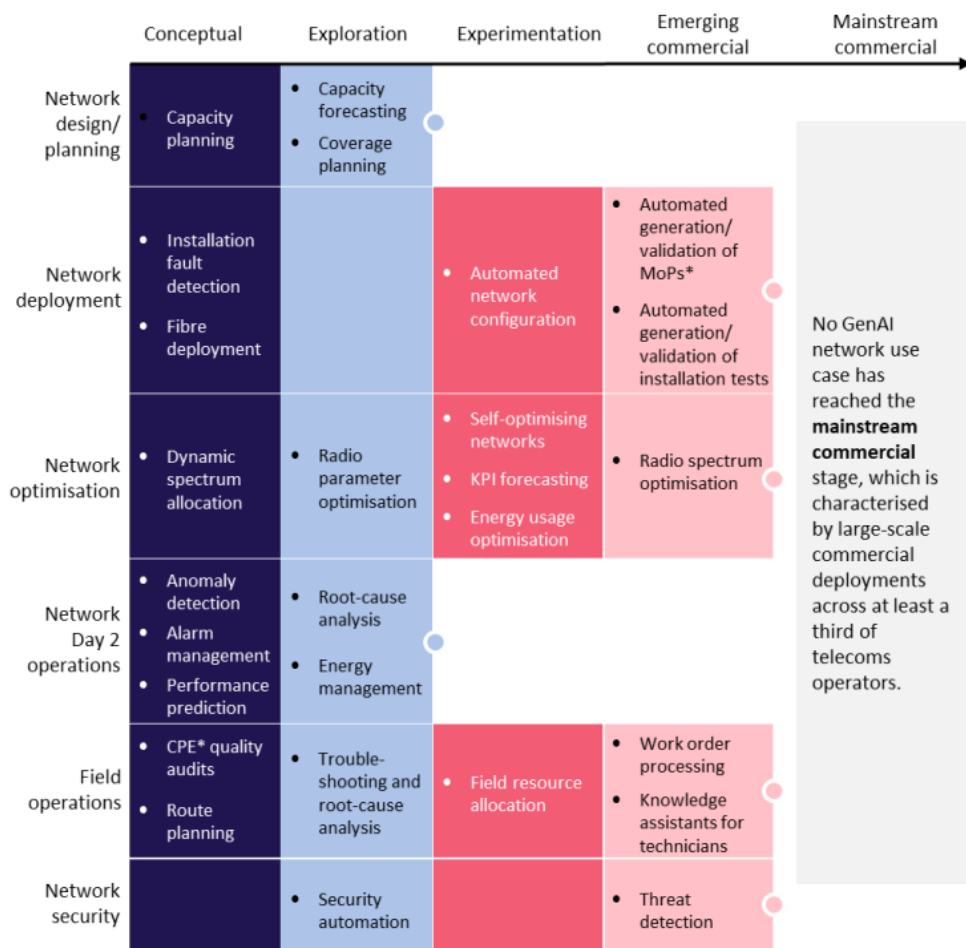 Conceptual
Exploration
Experimentation
Emerging
commercial
Mainstream
commercial
Network
design/
planning
• Capacity
planning
• Capacity
forecasting
• Coverage
planning
Network
deployment
• Installation
fault
detection
• Fibre
deployment
• Automated
network
configuration
• Automated
generation/
validation of
MoPs*
• Automated
generation/
validation of
installation tests
Network
optimisation
• Dynamic
spectrum
allocation
• Radio
parameter
optimisation
• Self-optimising
networks
• KPI forecasting
• Energy usage
optimisation
• Radio spectrum
optimisation
Network
Day 2
operations
• Anomaly
detection
• Alarm
management
• Performance
prediction
• Root-cause
analysis
• Energy
management
Field
operations
• CPE* quality
audits
• Route
planning
• Trouble-
shooting and
root-cause
analysis
• Field resource
allocation
• Work order
processing
• Knowledge
assistants for
technicians
Network
security
• Security
automation
• Threat
detection
No GenAI
network use
case has
reached the
mainstream
commercial
stage, which is
characterised
by large-scale
commercial
deployments
across at least a
third of
telecoms
operators.